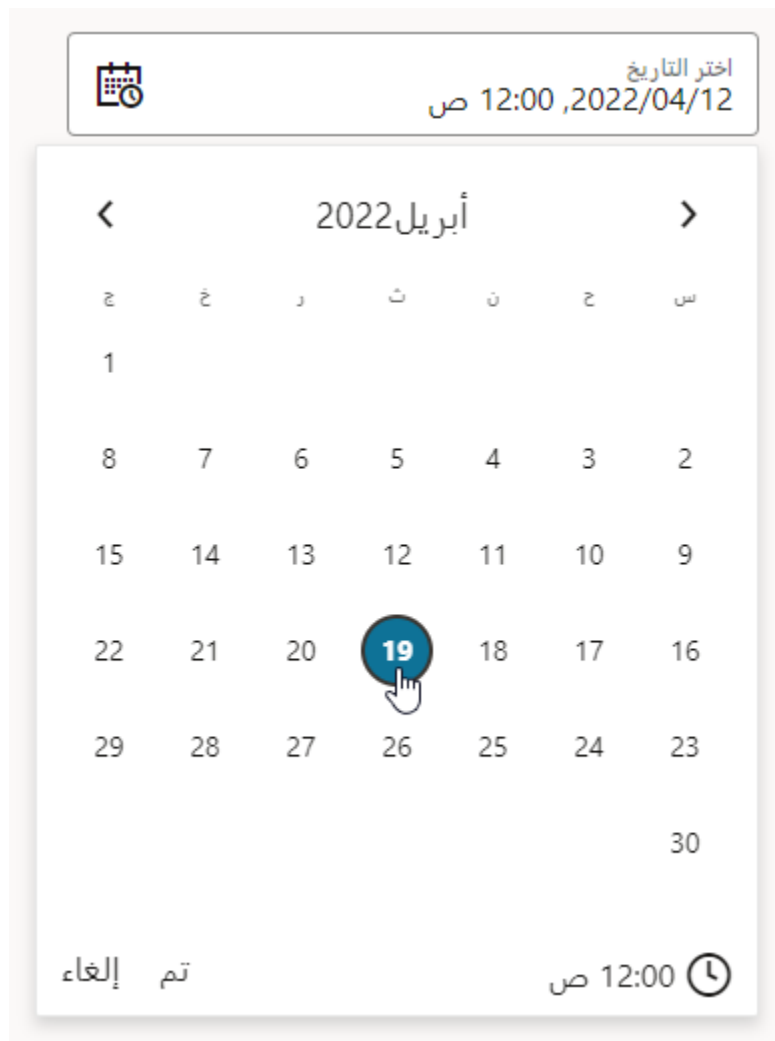 اختر التاريخ
2022/04/12, 12:00 ص
أبريل2022
س ح ن ث ر خ ج
1
2 3 4 5 6 7 8
9 10 11 12 13 14 15
16 17 18 19 20 21 22
23 24 25 26 27 28 29
30
12:00 ص تم إلغاء